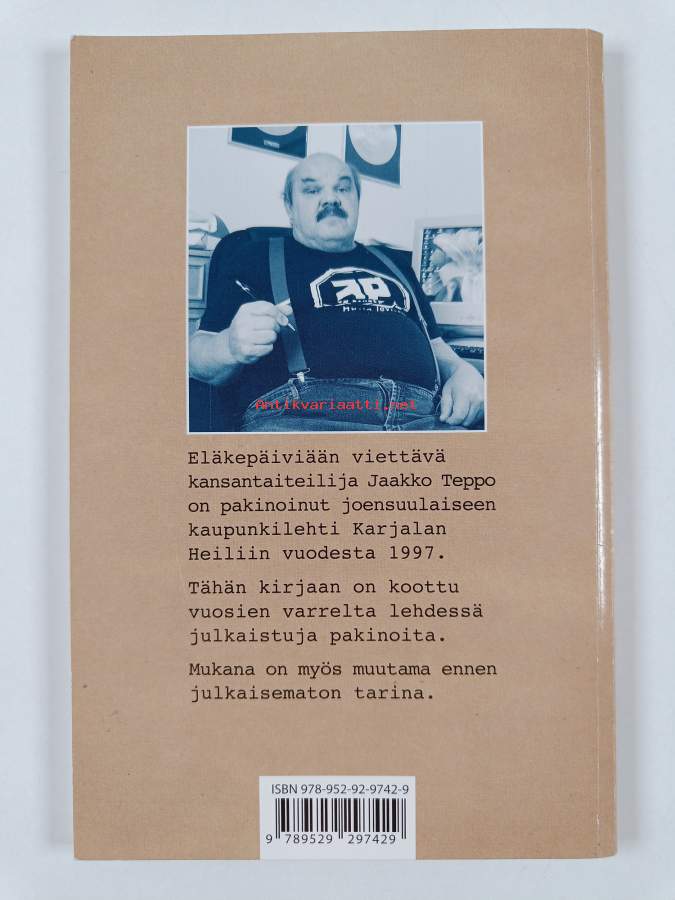 Antikvariaatti.net
Eläkepäiviään viettävä
kansantaiteilija Jaakko Teppo
on pakinoinut joensuulaiseen
kaupunkilehti Karjalan
Heiliin vuodesta 1997.
Tähän kirjaan on koottu
vuosien varrelta lehdessä
julkaistuja pakinoita.
Mukana on myös muutama ennen
julkaisematon tarina.
ISBN 978-952-92-9742-9
9 789529 297429